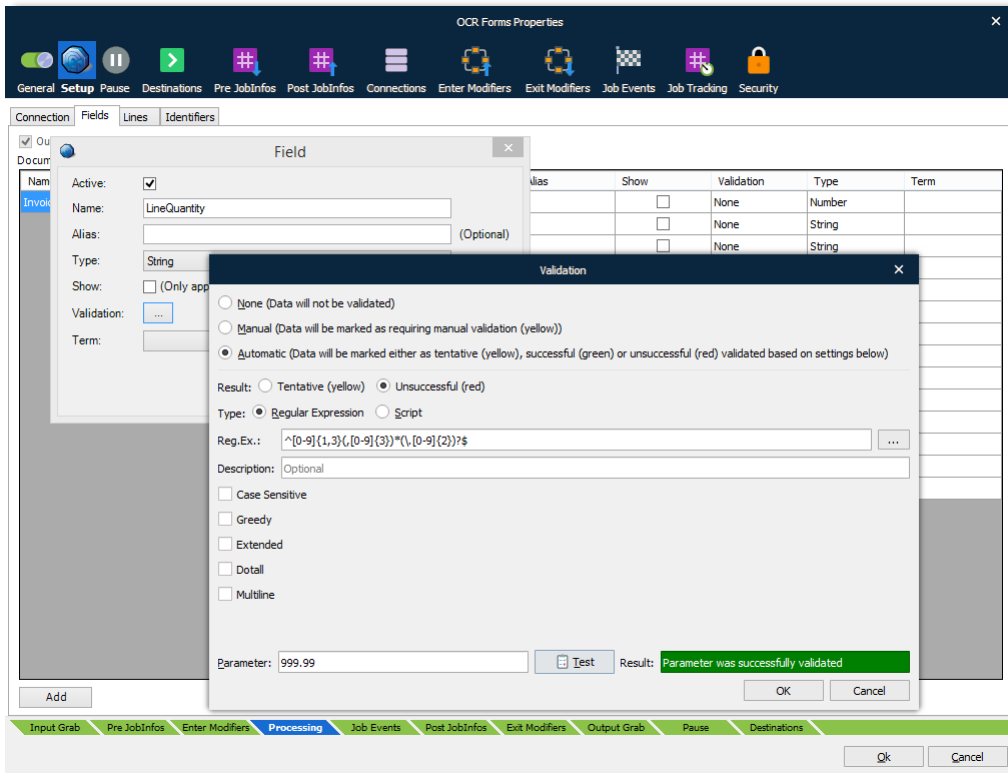 OCR Forms Properties
General Setup Pause Destinations Pre JobInfos Post JobInfos Connections Enter Modifiers Exit Modifiers Job Events Job Tracking Security
Connection Fields Lines Identifiers
Field
Alias Show Validation Type Term
Active:
None Number
Name: LineQuantity
None String
Alias: (Optional)
None String
Type: String
Validation
Show: (Only app
None (Data will not be validated)
Validation: ...
Manual (Data will be marked as requiring manual validation (yellow))
Term:
Automatic (Data will be marked either as tentative (yellow), successful (green) or unsuccessful (red) validated based on settings below)
Result: Tentative (yellow) Unsuccessful (red)
Type: Regular Expression Script
Reg.Ex.: ^[0-9]{1,3}(,[0-9]{3})*(\.[0-9]{2})?$ ...
Description: Optional
Case Sensitive
Greedy
Extended
Dotall
Multiline
Parameter: 999.99 Test Result: Parameter was successfully validated
OK Cancel
Add
Input Grab Pre JobInfos Enter Modifiers Processing Job Events Post JobInfos Exit Modifiers Output Grab Pause Destinations
Ok Cancel